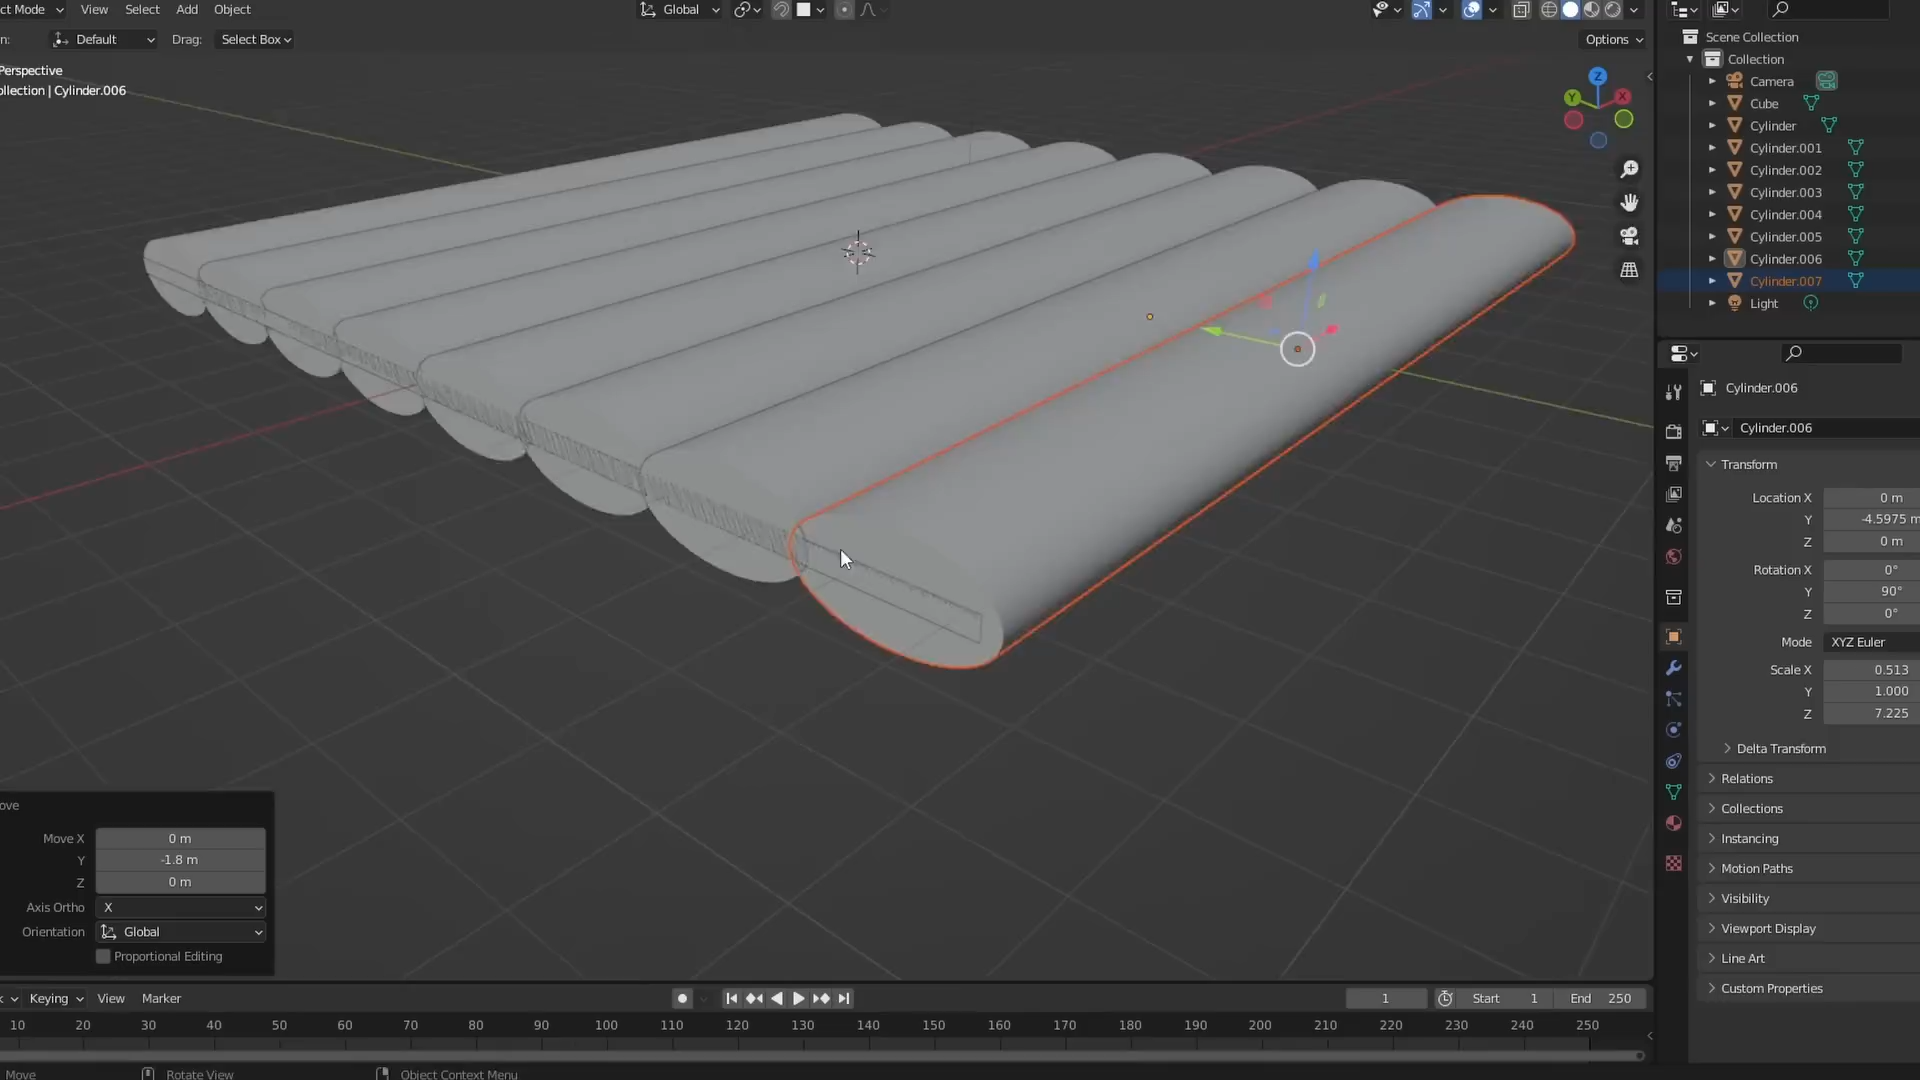 ct Mode View Select Add Object Global
n: Default Drag: Select Box Options
Perspective
ollection | Cylinder.006
Z
Y X
Scene Collection
Collection
Camera
Cube
Cylinder
Cylinder.001
Cylinder.002
Cylinder.003
Cylinder.004
Cylinder.005
Cylinder.006
Cylinder.007
Light
Cylinder.006
Cylinder.006
Transform
Location X 0 m
Y -4.5975 m
Z 0 m
Rotation X 0°
Y 90°
Z 0°
Mode XYZ Euler
Scale X 0.513
Y 1.000
Z 7.225
Delta Transform
Relations
Collections
Instancing
Motion Paths
Visibility
Viewport Display
Line Art
Custom Properties
ove
Move X 0 m
Y -1.8 m
Z 0 m
Axis Ortho X
Orientation Global
Proportional Editing
Keying View Marker 1 Start 1 End 250
10 20 30 40 50 60 70 80 90 100 110 120 130 140 150 160 170 180 190 200 210 220 230 240 250
Move Rotate View Object Context Menu